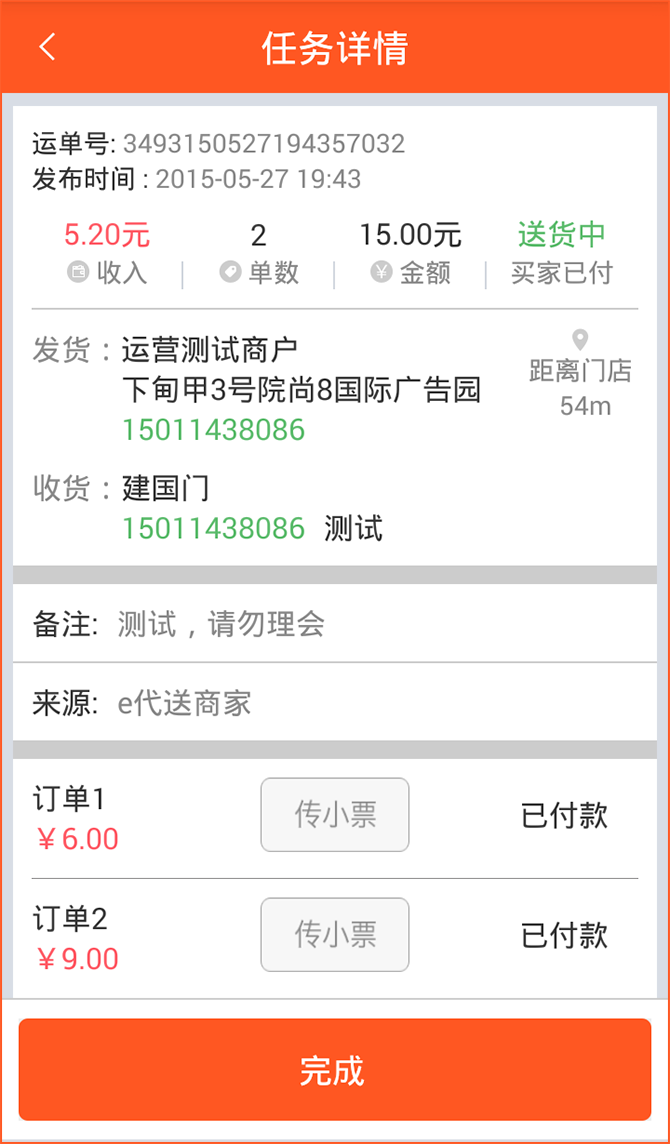 任务详情
运单号: 3493150527194357032
发布时间 : 2015-05-27 19:43
5.20元 2 15.00元 送货中
收入 单数 ¥ 金额 买家已付
发货 : 运营测试商户
下甸甲3号院尚8国际广告园
15011438086
距离门店
54m
收货 : 建国门
15011438086 测试
备注: 测试，请勿理会
来源: e代送商家
订单1 传小票 已付款
￥6.00
订单2 传小票 已付款
￥9.00
完成